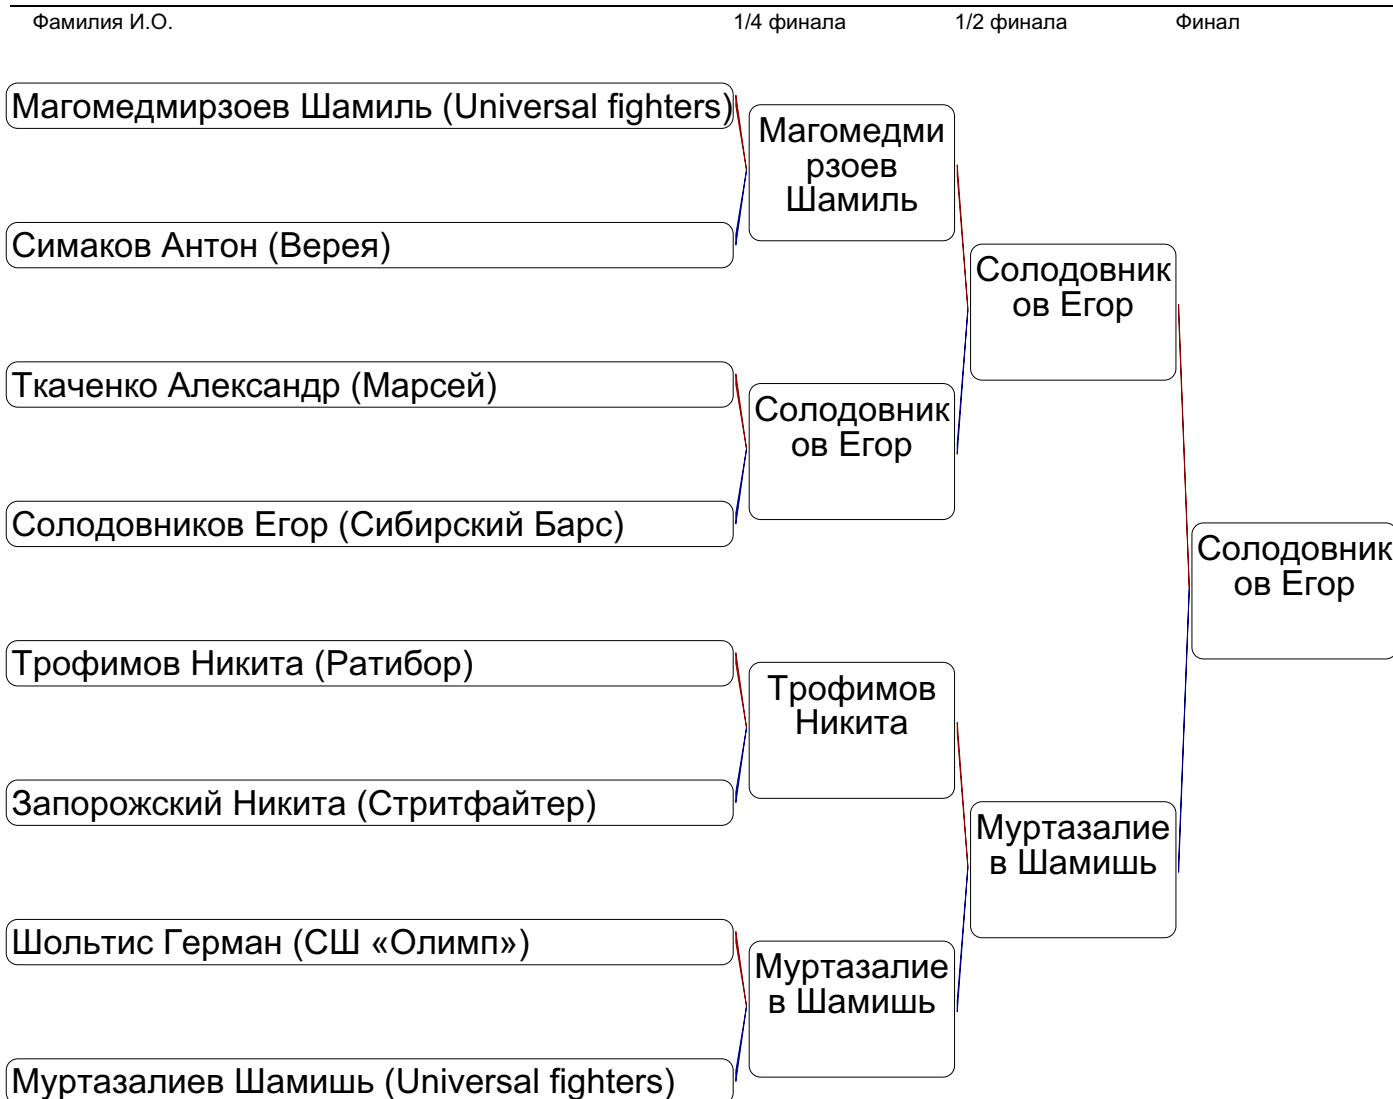 Фамилия И.О. 1/4 финала 1/2 финала Финал
Магомедмирзоев Шамиль (Universal fighters)
Магомедми
рзоев
Шамиль
Симаков Антон (Верея)
Солодовник
ов Егор
Ткаченко Александр (Марсей)
Солодовник
ов Егор
Солодовников Егор (Сибирский Барс)
Солодовник
ов Егор
Трофимов Никита (Ратибор)
Трофимов
Никита
Запорожский Никита (Стритфайтер)
Муртазалие
в Шамишь
Шольтис Герман (СШ «Олимп»)
Муртазалие
в Шамишь
Муртазалиев Шамишь (Universal fighters)